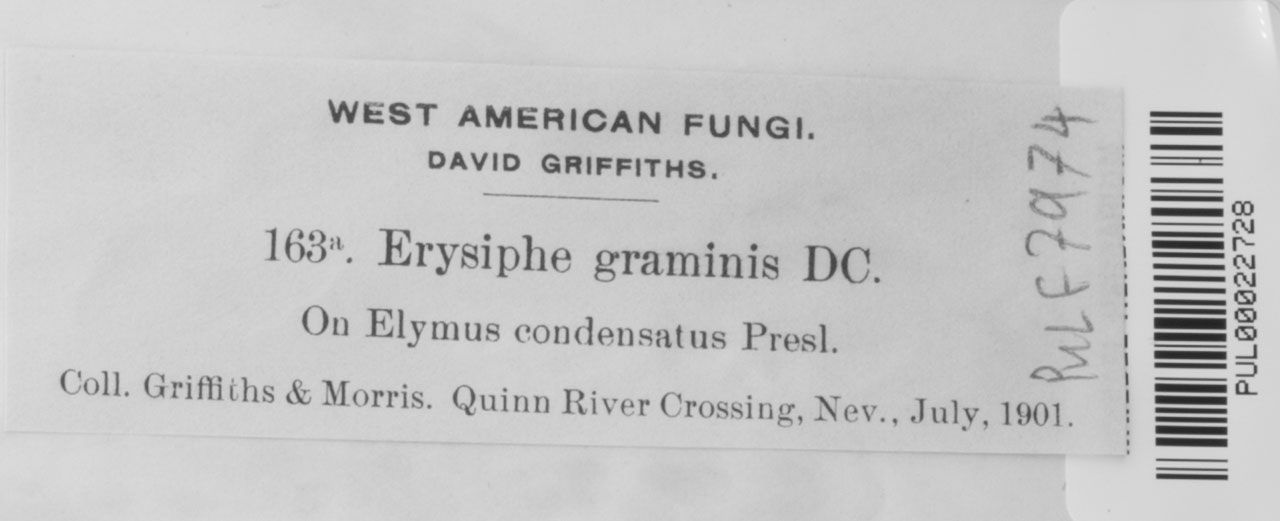 WEST AMERICAN FUNGI.
DAVID GRIFFITHS.
163ª. Erysiphe graminis DC.
On Elymus condensatus Presl.
Coll. Griffiths & Morris. Quinn River Crossing, Nev., July, 1901.
PuL F7974
PUL00022728